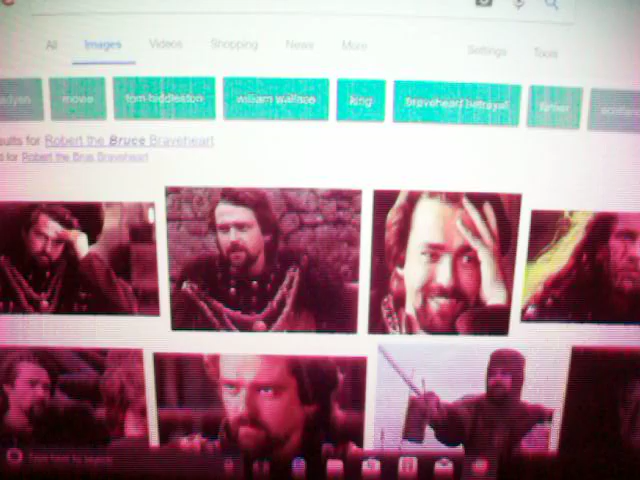 All Images Videos Shopping News More Settings Tools
movie tom hiddleston william wallace king braveheart betrayal father
sults for Robert the Bruce Braveheart
d for Robert the Brus Braveheart